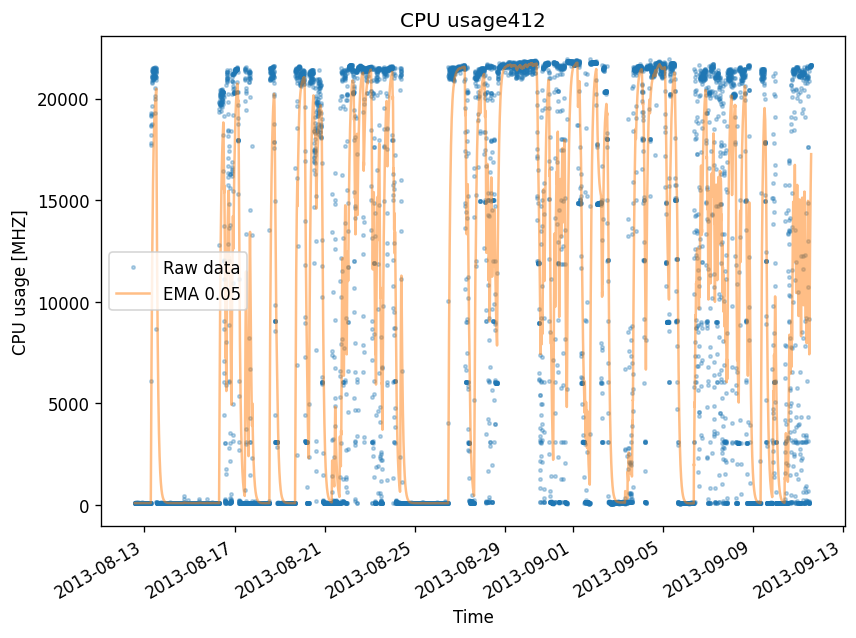 CPU usage412
CPU usage [MHZ]
20000
15000
10000
5000
0
Raw data
EMA 0.05
2013-08-13
2013-08-17
2013-08-21
2013-08-25
2013-08-29
2013-09-01
2013-09-05
2013-09-09
2013-09-13
Time